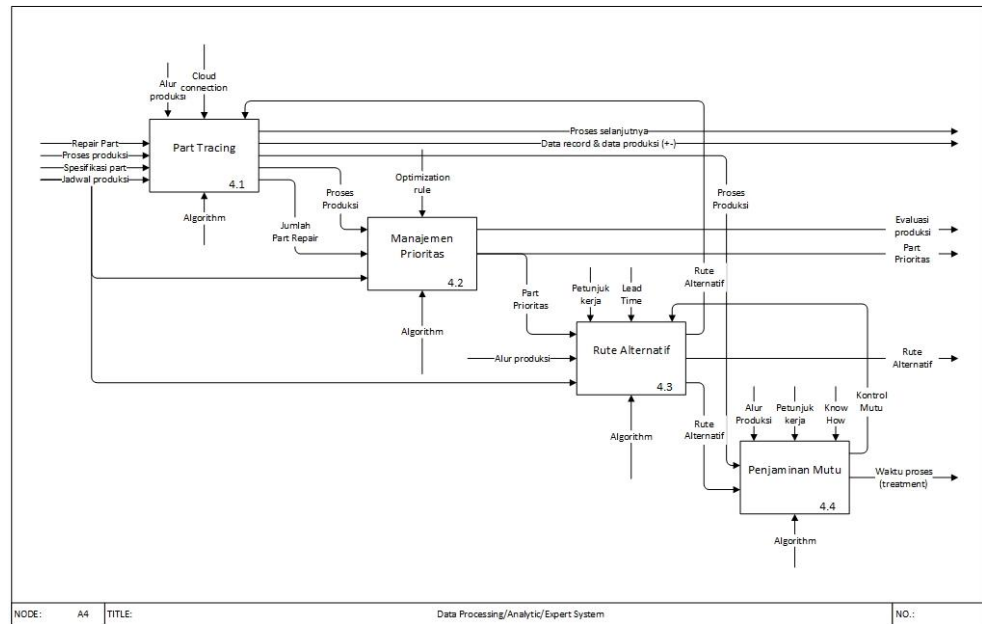 Cloud
connection
Alur
produksi
Proses selanjutnya
Repair Part
Data record & data produksi (+-)
Proses produksi
Part Tracing
Spesifikasi part
Jadwal produksi
4.1
Optimization
rule
Proses
Produksi
Proses
Produksi
Algorithm
Jumlah
Part Repair
Evaluasi
produksi
Manajemen
Prioritas
Part
Prioritas
4.2
Part
Prioritas
Petunjuk
kerja
Lead
Time
Rute
Alternatif
Algorithm
Rute Alternatif
Alur produksi
Rute
Alternatif
4.3
Kontrol
Mutu
Alur
Produksi
Petunjuk
kerja
Know
How
Rute
Alternatif
Algorithm
Penjaminan Mutu
Waktu proses
(treatment)
4.4
Algorithm
NODE: A4 TITLE: Data Processing/Analytic/Expert System NO.: